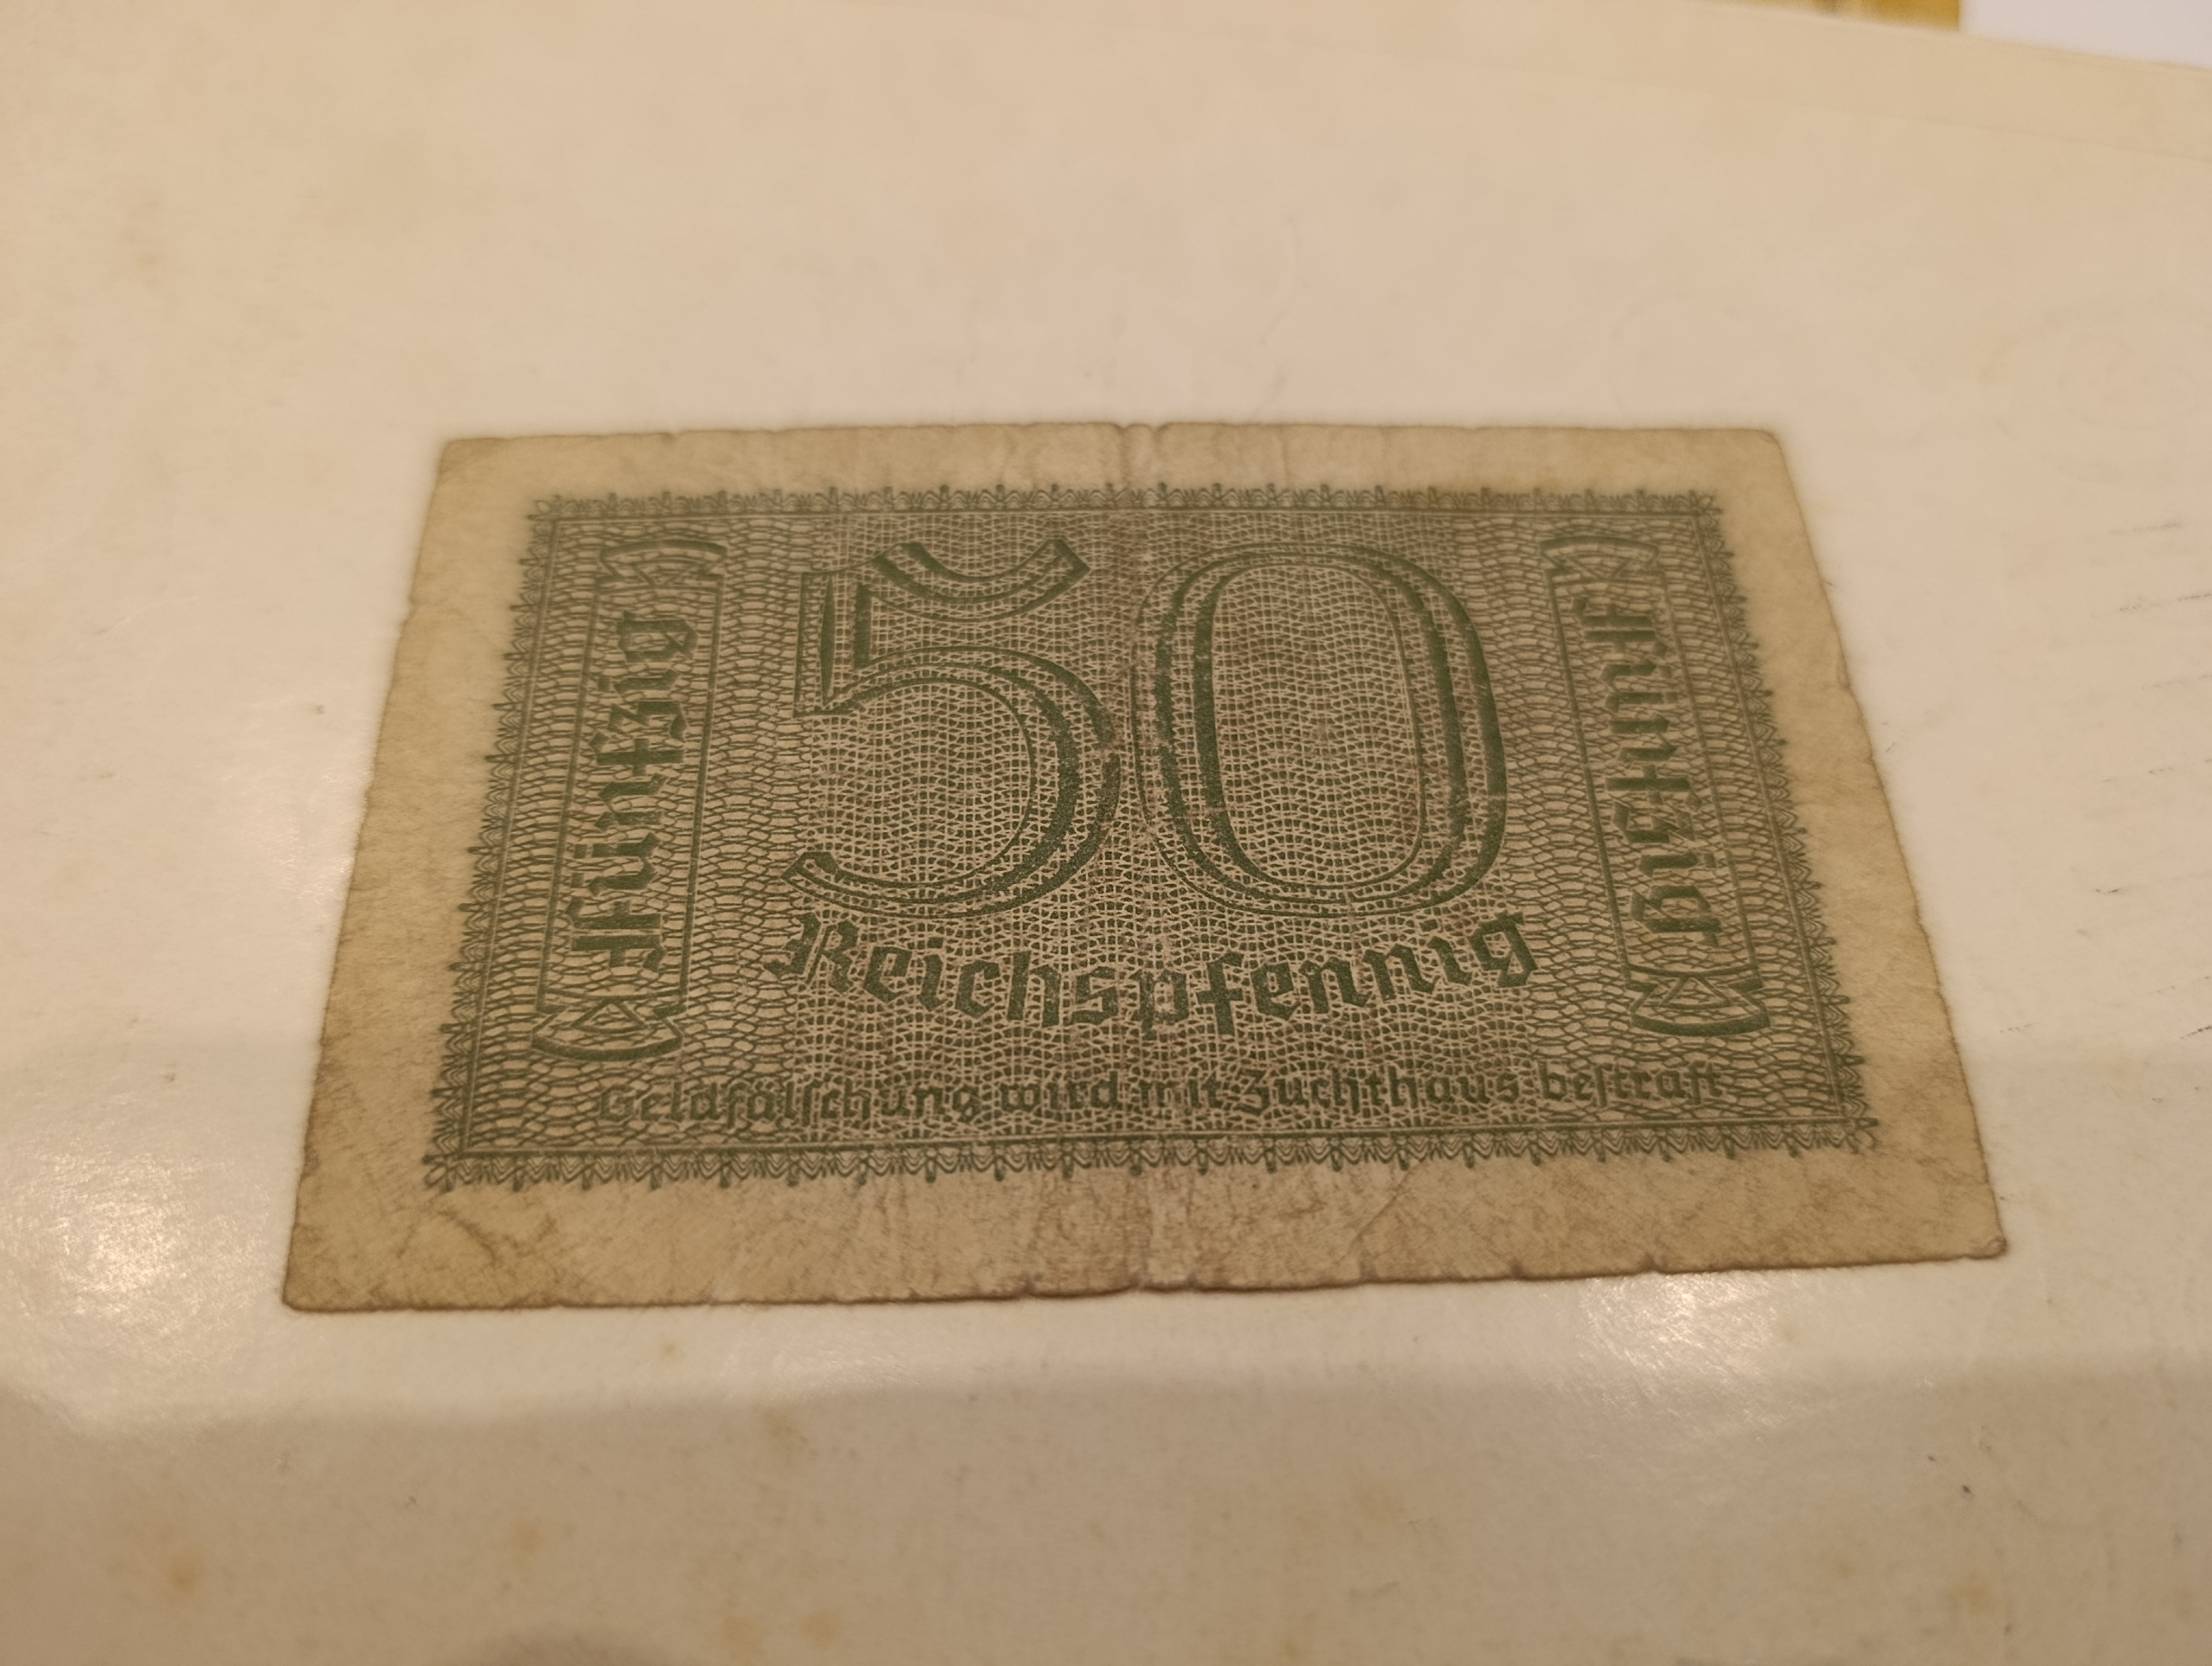 Fünfzig
50
Fünfzig
Reichspfennig
Geldfälschung wird mit Zuchthaus bestraft